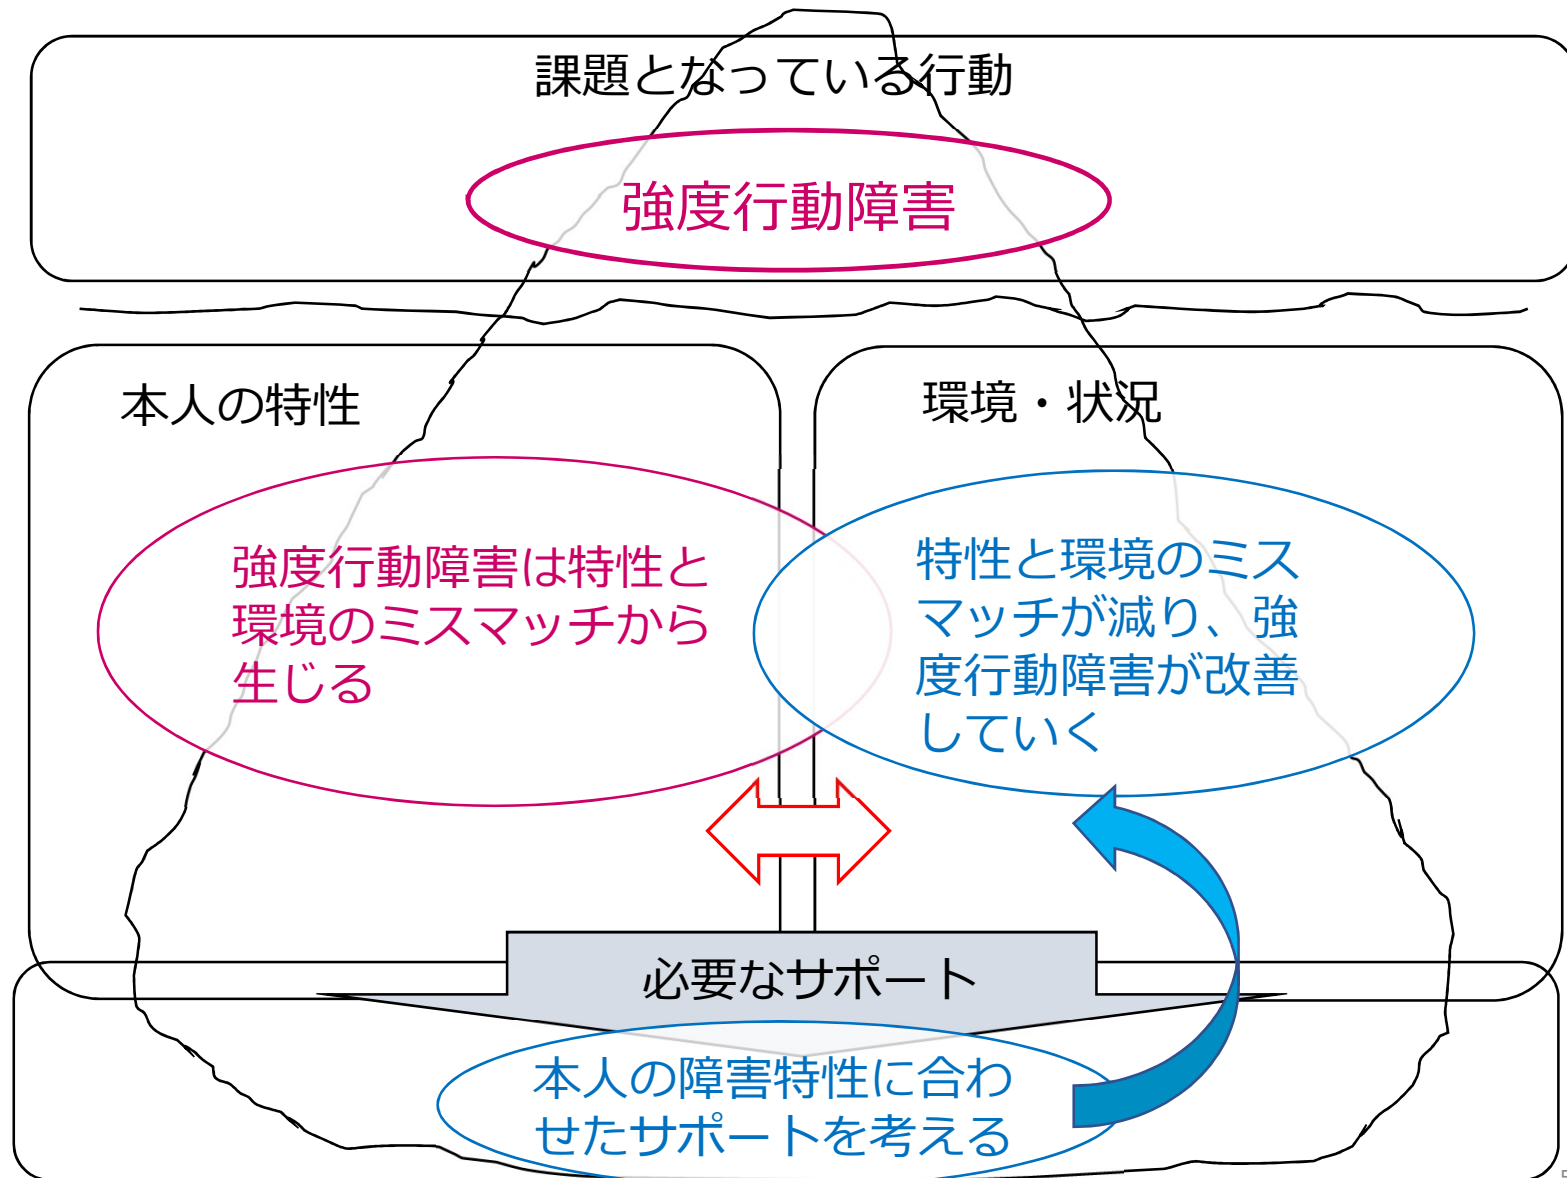 課題となっている行動
強度行動障害
本人の特性
環境・状況
強度行動障害は特性と
環境のミスマッチから
生じる
特性と環境のミス
マッチが減り、強
度行動障害が改善
していく
必要なサポート
本人の障害特性に合わ
せたサポートを考える